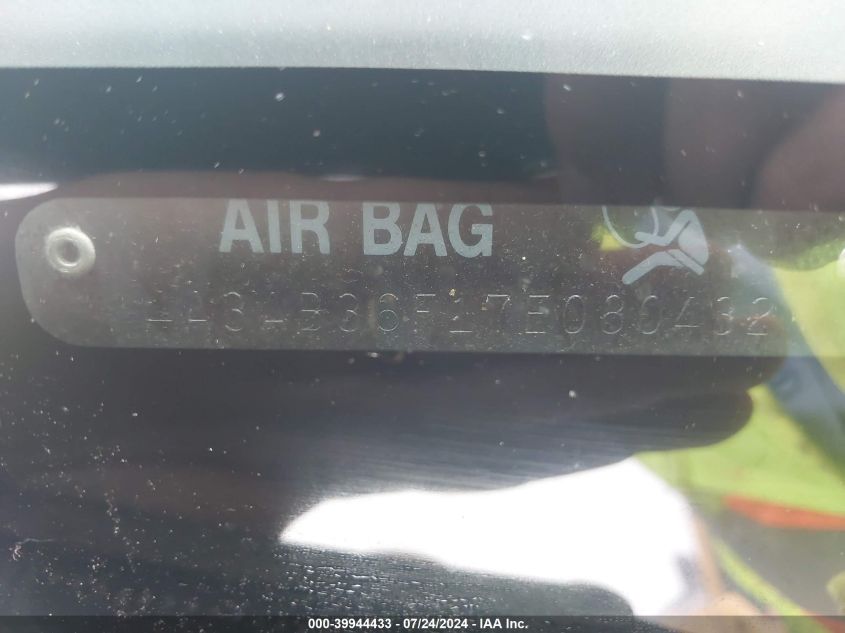 AIR BAG
4A3AB36F17E080432
000-39944433 - 07/24/2024 - © IAA Inc.